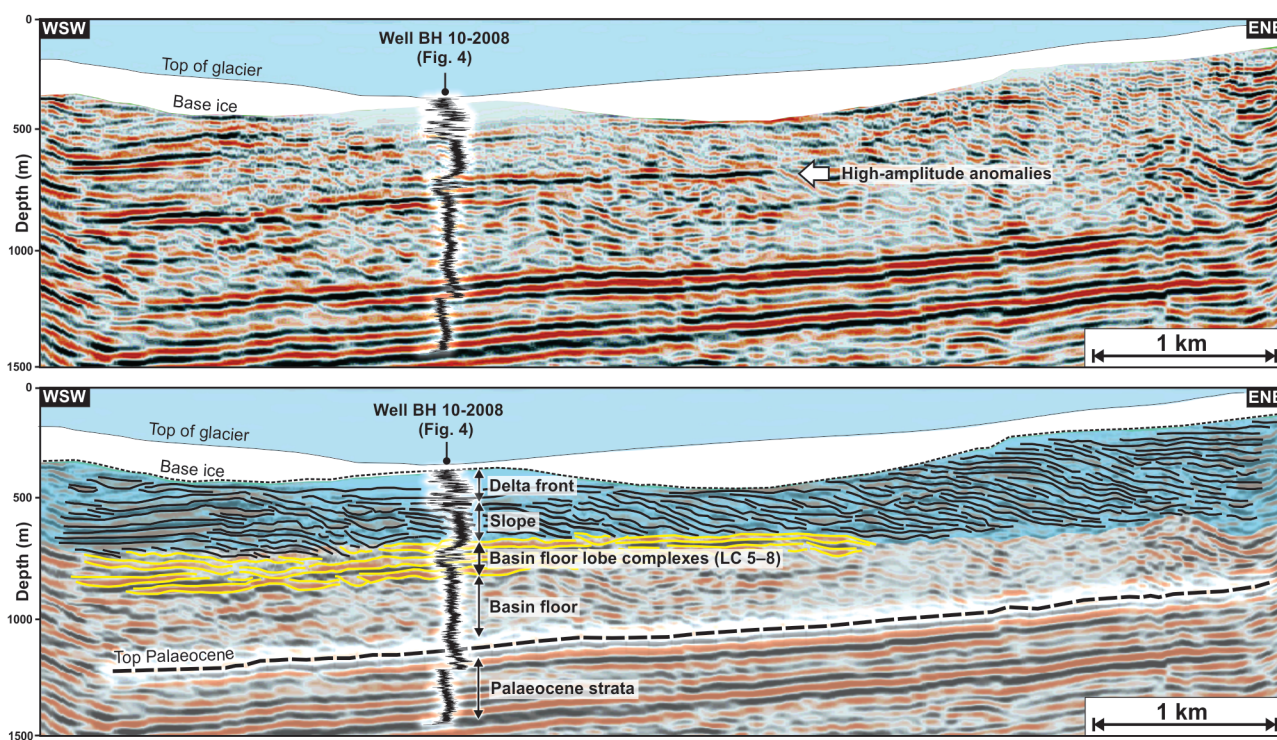 0
WSW
ENE
Well BH 10-2008
(Fig. 4)
Top of glacier
Base ice
500
High-amplitude anomalies
Depth (m)
1000
1 km
1500
0
WSW
ENE
Well BH 10-2008
(Fig. 4)
Top of glacier
Base ice
Delta front
500
Slope
Depth (m)
Basin floor lobe complexes (LC 5–8)
Basin floor
1000
Top Palaeocene
Palaeocene strata
1 km
1500